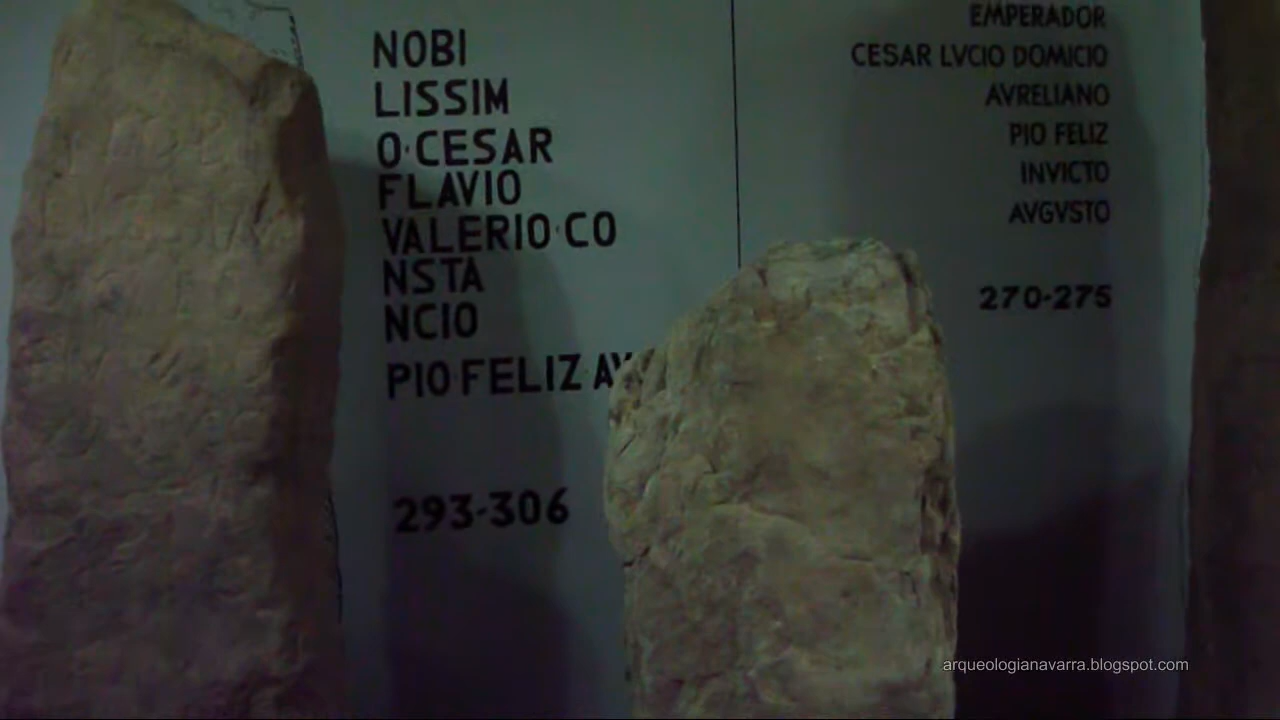 NOBI
LISSIM
O·CESAR
FLAVIO
VALERIO·CO
NSTA
NCIO
PIO·FELIZ AV
293-306
EMPERADOR
CESAR LVCIO DOMICIO
AVRELIANO
PIO FELIZ
INVICTO
AVGVSTO
270-275
arqueologianavarra.blogspot.com